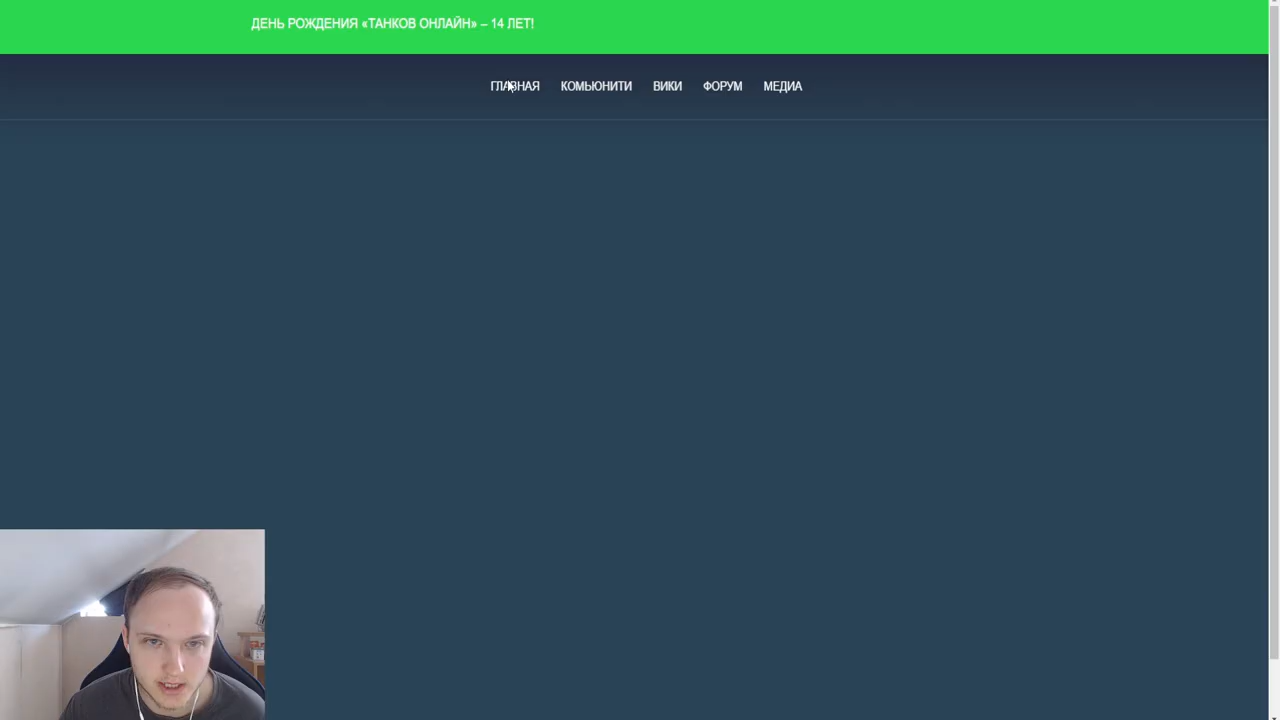 ДЕНЬ РОЖДЕНИЯ «ТАНКОВ ОНЛАЙН» – 14 ЛЕТ!
ГЛАВНАЯ КОМЬЮНИТИ ВИКИ ФОРУМ МЕДИА